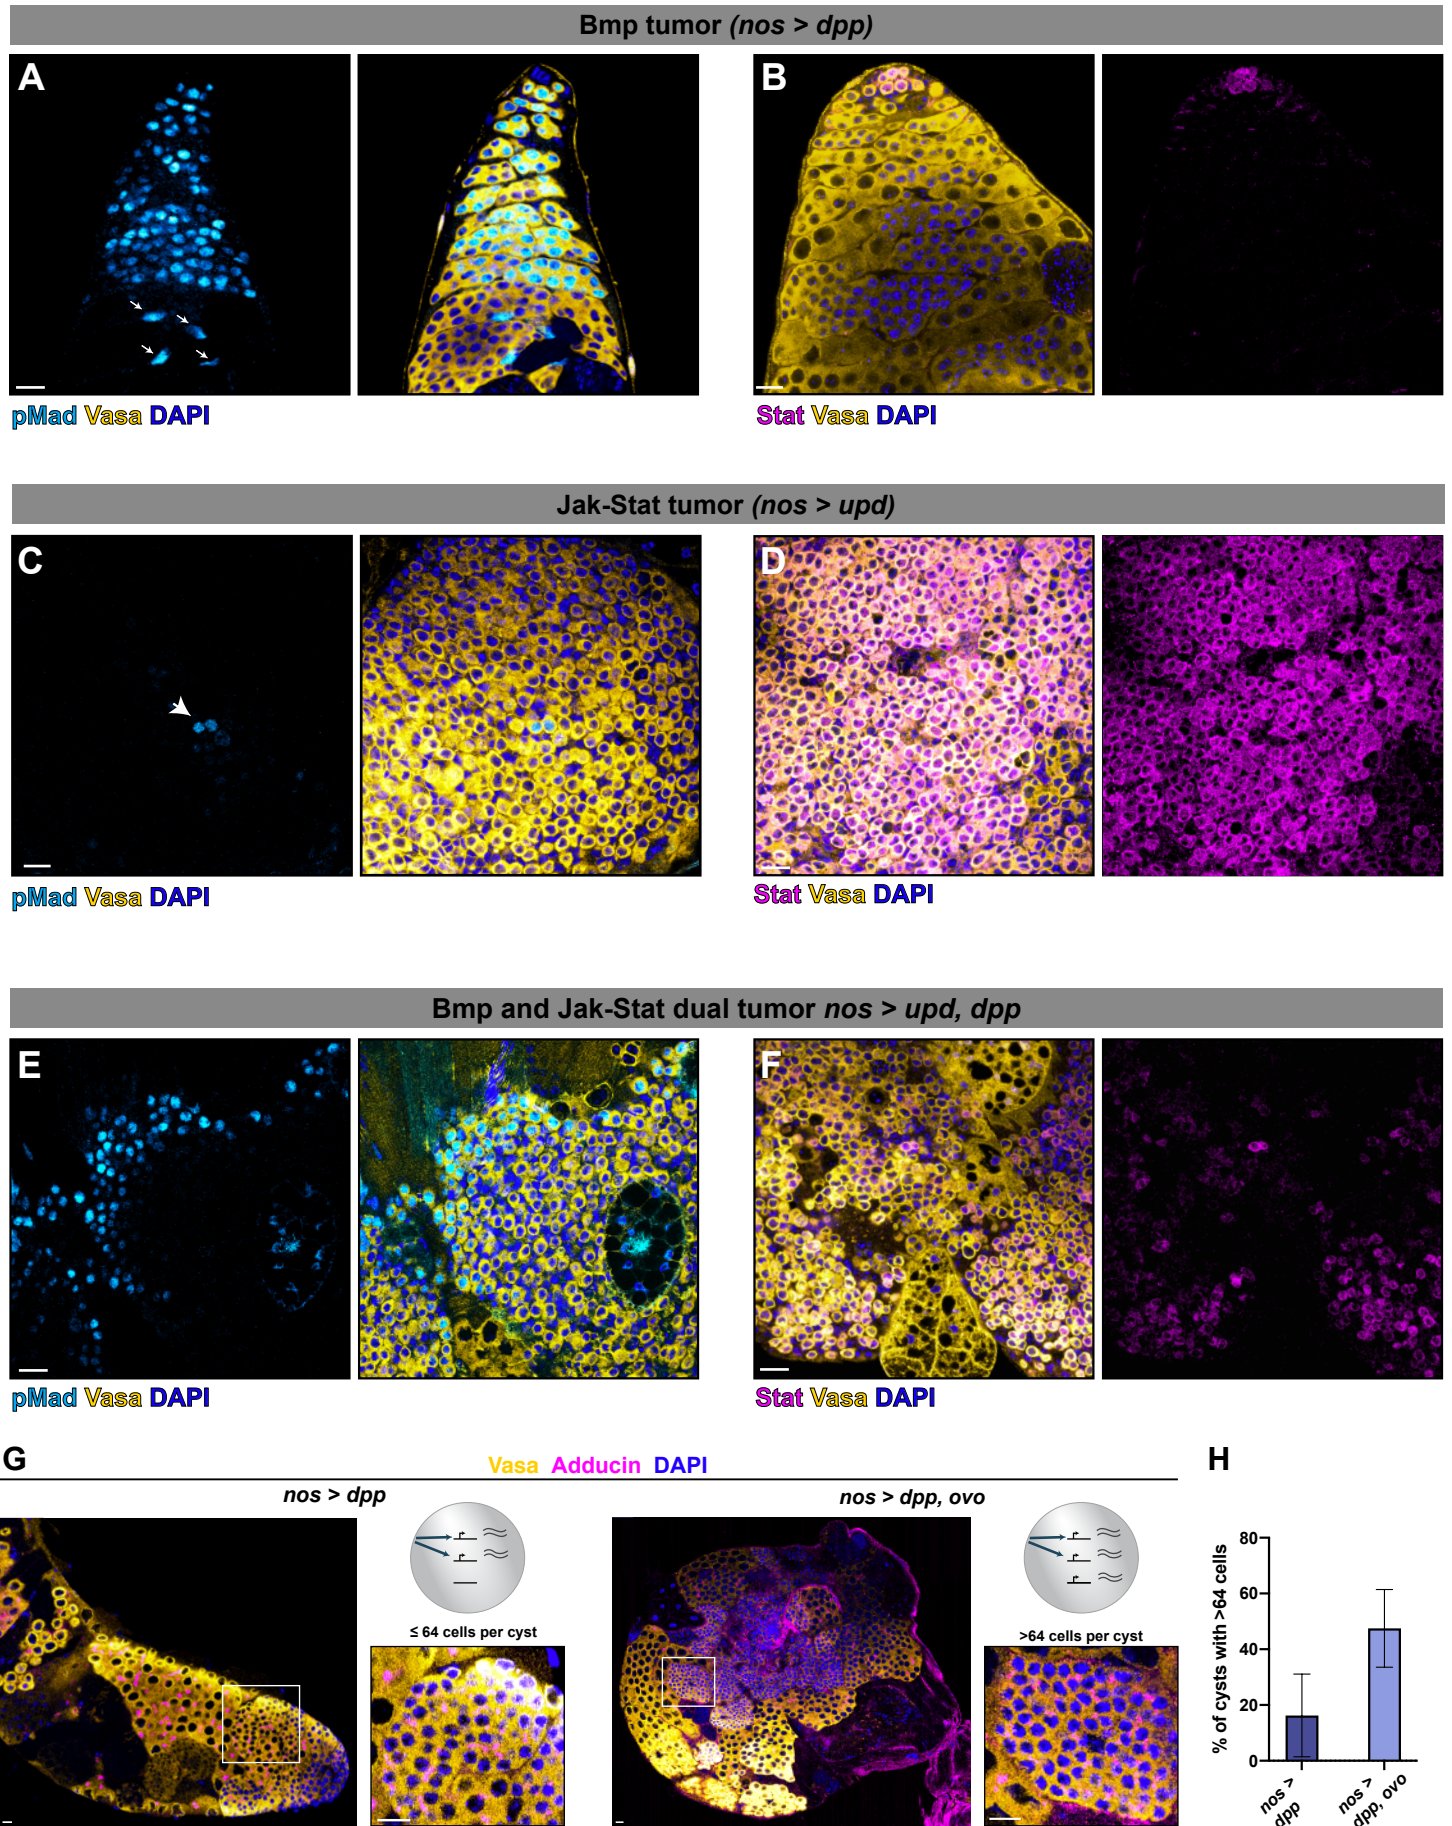 Bmp tumor (nos > dpp)
A
B
pMad Vasa DAPI
Stat Vasa DAPI
Jak-Stat tumor (nos > upd)
C
D
pMad Vasa DAPI
Stat Vasa DAPI
Bmp and Jak-Stat dual tumor nos > upd, dpp
E
F
pMad Vasa DAPI
Stat Vasa DAPI
G
Vasa Adducin DAPI
nos > dpp
nos > dpp, ovo
≤ 64 cells per cyst
>64 cells per cyst
H
% of cysts with >64 cells
80
60
40
20
0
nos >
dpp
nos >
dpp, ovo